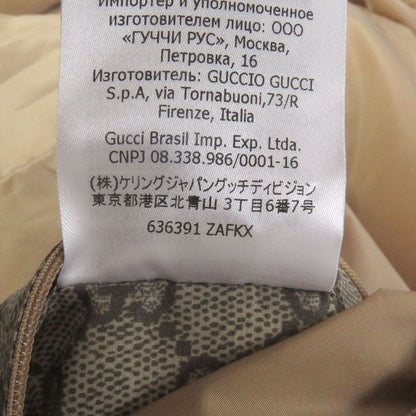 Импортер и уполномоченное
изготовителем лицо: ООО
«ГУЧЧИ РУС», Москва,
Петровка, 16
Изготовитель: GUCCIO GUCCI
S.p.A, via Tornabuoni,73/R
Firenze, Italia
Gucci Brasil Imp. Exp. Ltda.
CNPJ 08.338.986/0001-16
(株)ケリングジャパングッチディビジョン
東京都港区北青山 3丁目6番7号
636391 ZAFKX